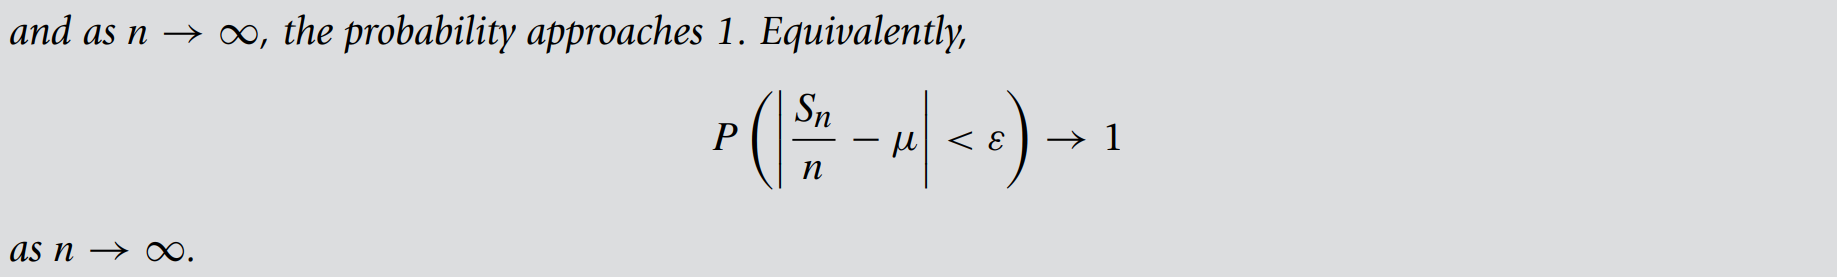 and as n → ∞, the probability approaches 1. Equivalently,
P(|Sn/n − μ| < ε) → 1
as n → ∞.